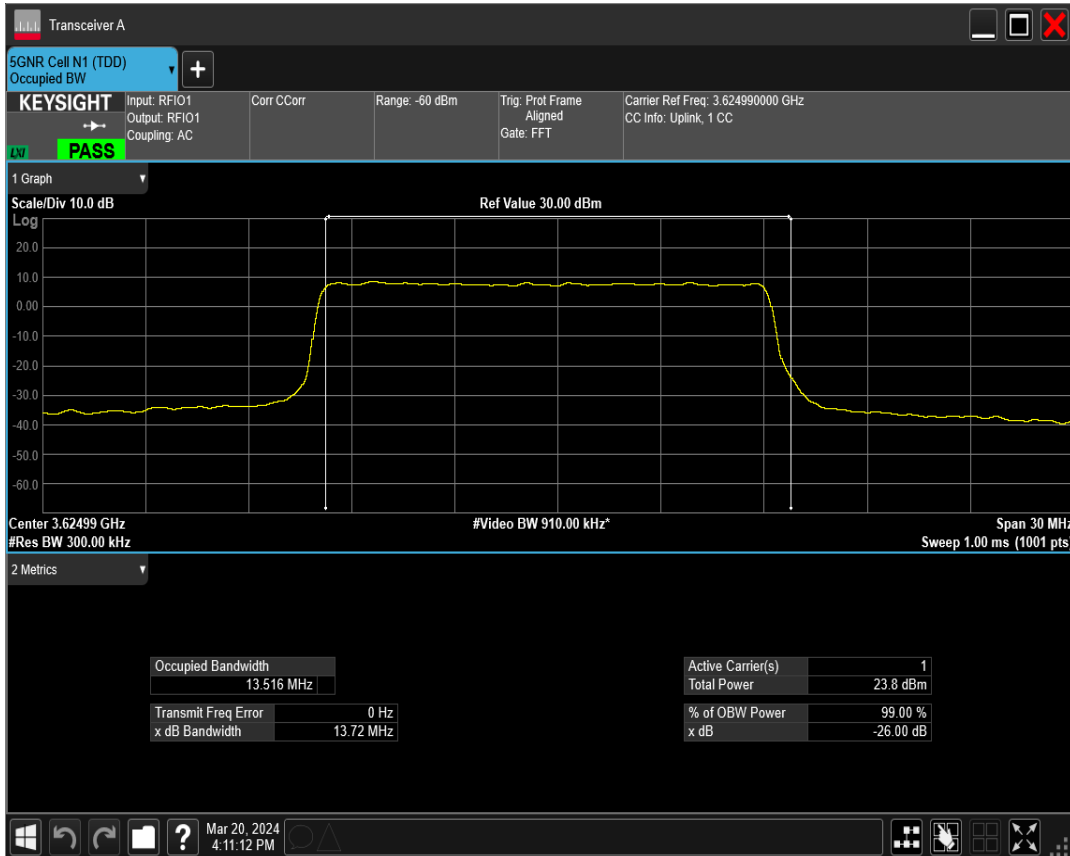 Transceiver A
5GNR Cell N1 (TDD)
Occupied BW
+
KEYSIGHT
LXI
PASS
Input: RFIO1
Output: RFIO1
Coupling: AC
Corr CCorr
Range: -60 dBm
Trig: Prot Frame
Aligned
Gate: FFT
Carrier Ref Freq: 3.624990000 GHz
CC Info: Uplink, 1 CC
1 Graph
Scale/Div 10.0 dB
Ref Value 30.00 dBm
Log
20.0
10.0
0.00
-10.0
-20.0
-30.0
-40.0
-50.0
-60.0
Center 3.62499 GHz
#Video BW 910.00 kHz*
Span 30 MHz
#Res BW 300.00 kHz
Sweep 1.00 ms (1001 pts)
2 Metrics
Occupied Bandwidth
13.516 MHz
Transmit Freq Error 0 Hz
x dB Bandwidth 13.72 MHz
Active Carrier(s) 1
Total Power 23.8 dBm
% of OBW Power 99.00 %
x dB -26.00 dB
?
Mar 20, 2024
4:11:12 PM